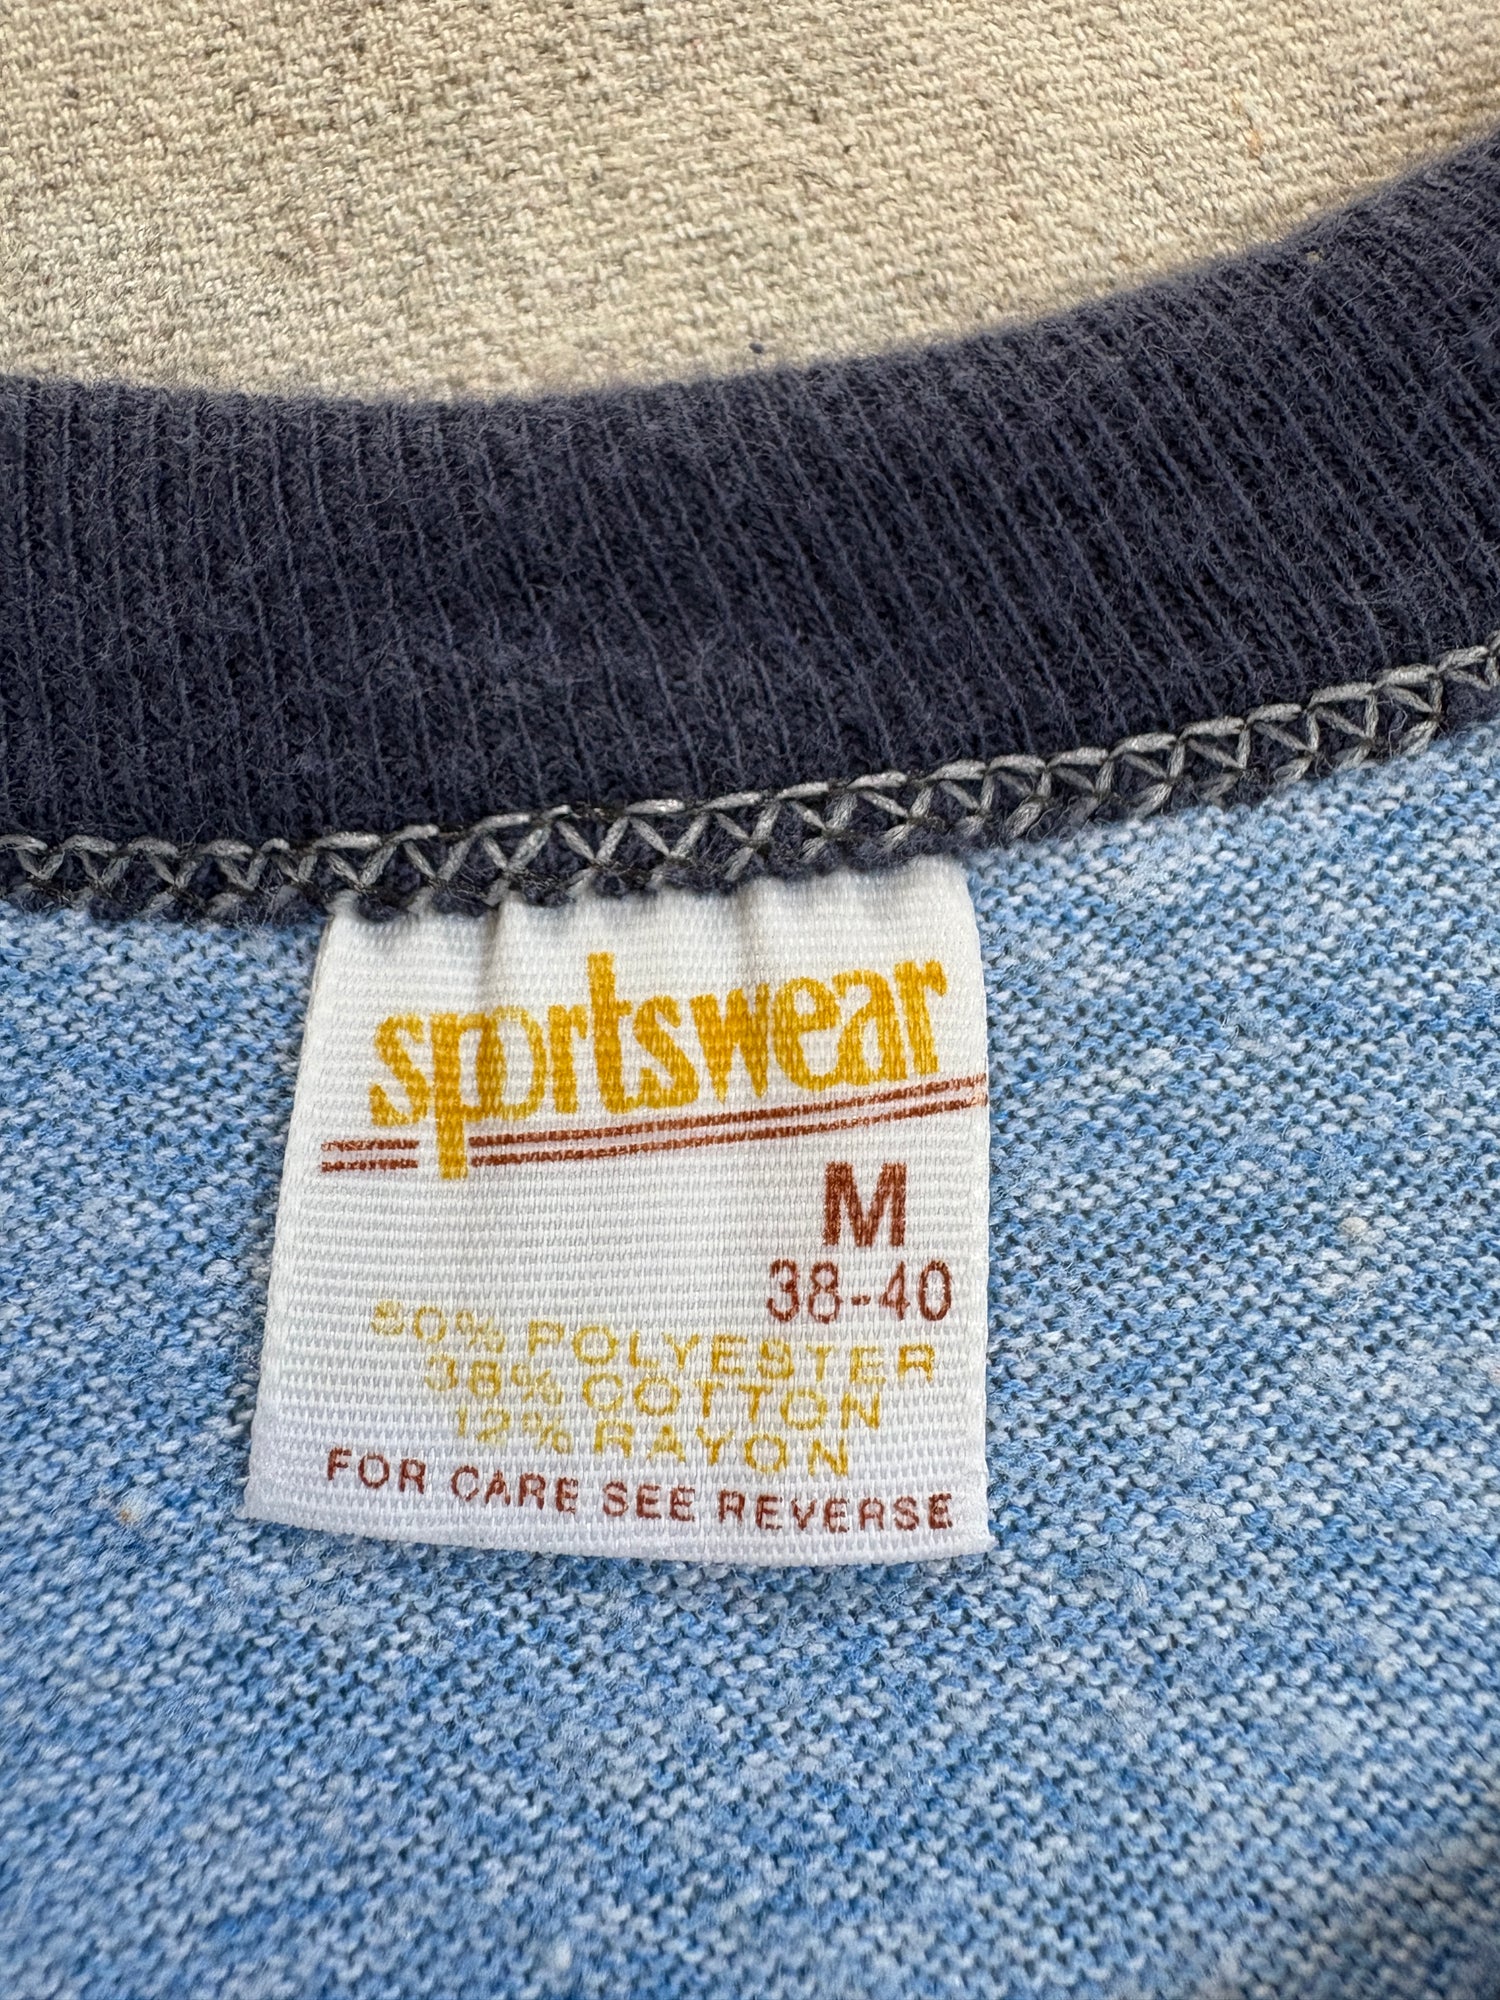 sportswear
M
38-40
50% POLYESTER
38% COTTON
12% RAYON
FOR CARE SEE REVERSE